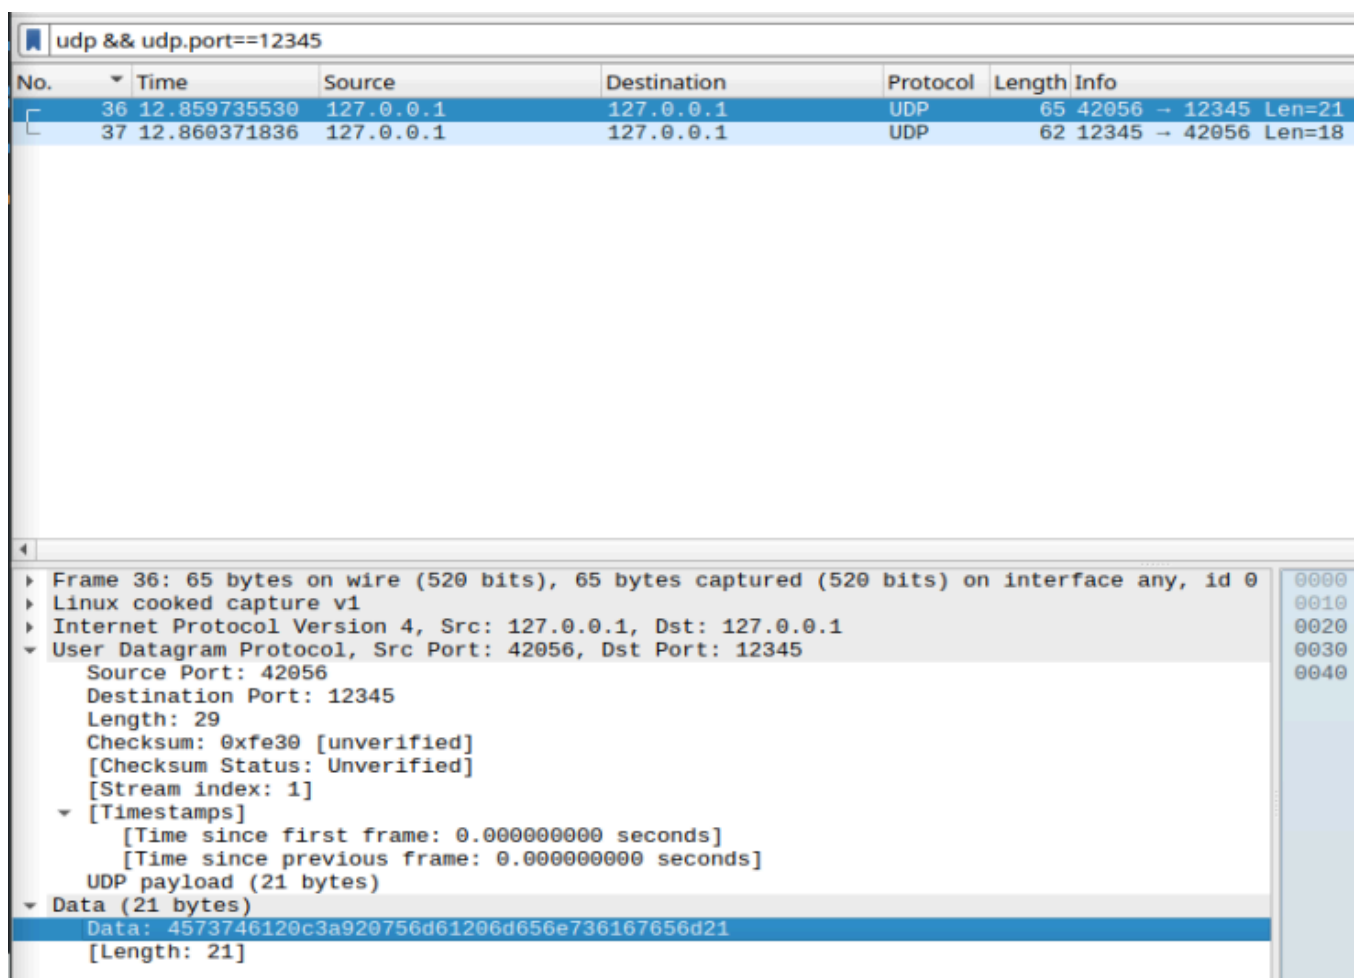 udp && udp.port==12345
No. Time Source Destination Protocol Length Info
36 12.859735530 127.0.0.1 127.0.0.1 UDP 65 42056 → 12345 Len=21
37 12.860371836 127.0.0.1 127.0.0.1 UDP 62 12345 → 42056 Len=18
Frame 36: 65 bytes on wire (520 bits), 65 bytes captured (520 bits) on interface any, id 0
Linux cooked capture v1
Internet Protocol Version 4, Src: 127.0.0.1, Dst: 127.0.0.1
User Datagram Protocol, Src Port: 42056, Dst Port: 12345
Source Port: 42056
Destination Port: 12345
Length: 29
Checksum: 0xfe30 [unverified]
[Checksum Status: Unverified]
[Stream index: 1]
[Timestamps]
[Time since first frame: 0.000000000 seconds]
[Time since previous frame: 0.000000000 seconds]
UDP payload (21 bytes)
Data (21 bytes)
Data: 4573746120c3a920756d61206d656e736167656d21
[Length: 21]
0000
0010
0020
0030
0040